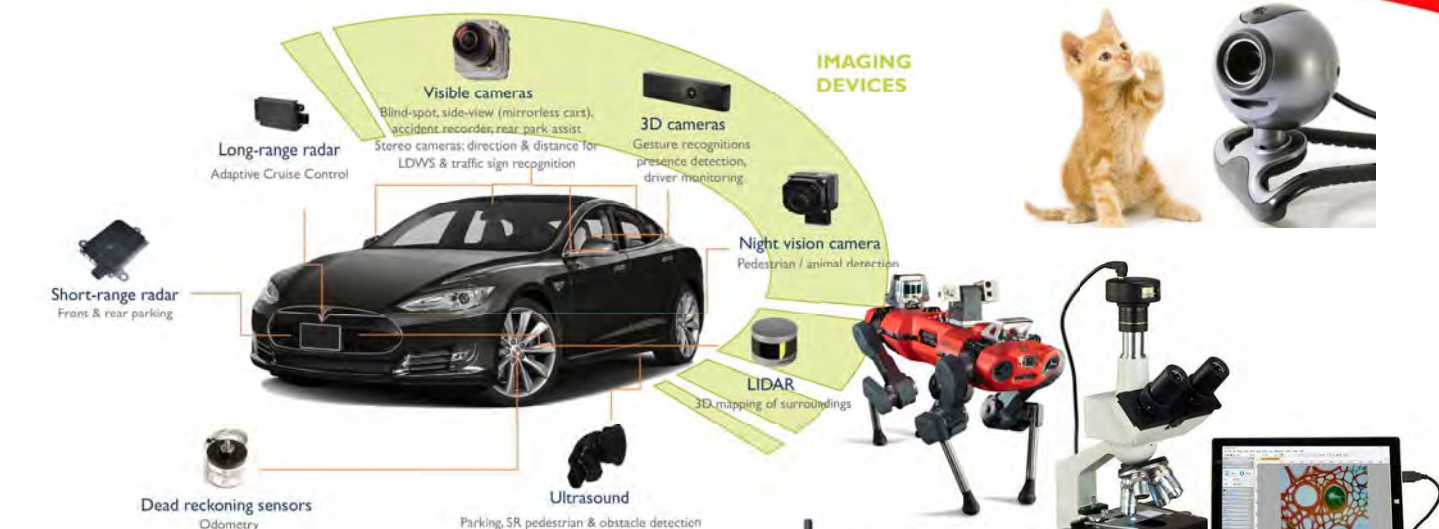 IMAGING
DEVICES
Visible cameras
Blind-spot, side-view (mirrorless cars),
accident recorder, rear park assist
Stereo cameras: direction & distance for
LDWS & traffic sign recognition
3D cameras
Gesture recognitions
presence detection,
driver monitoring
Long-range radar
Adaptive Cruise Control
Night vision camera
Pedestrian / animal detection
Short-range radar
Front & rear parking
LIDAR
3D mapping of surroundings
Dead reckoning sensors
Odometry
Ultrasound
Parking, SR pedestrian & obstacle detection